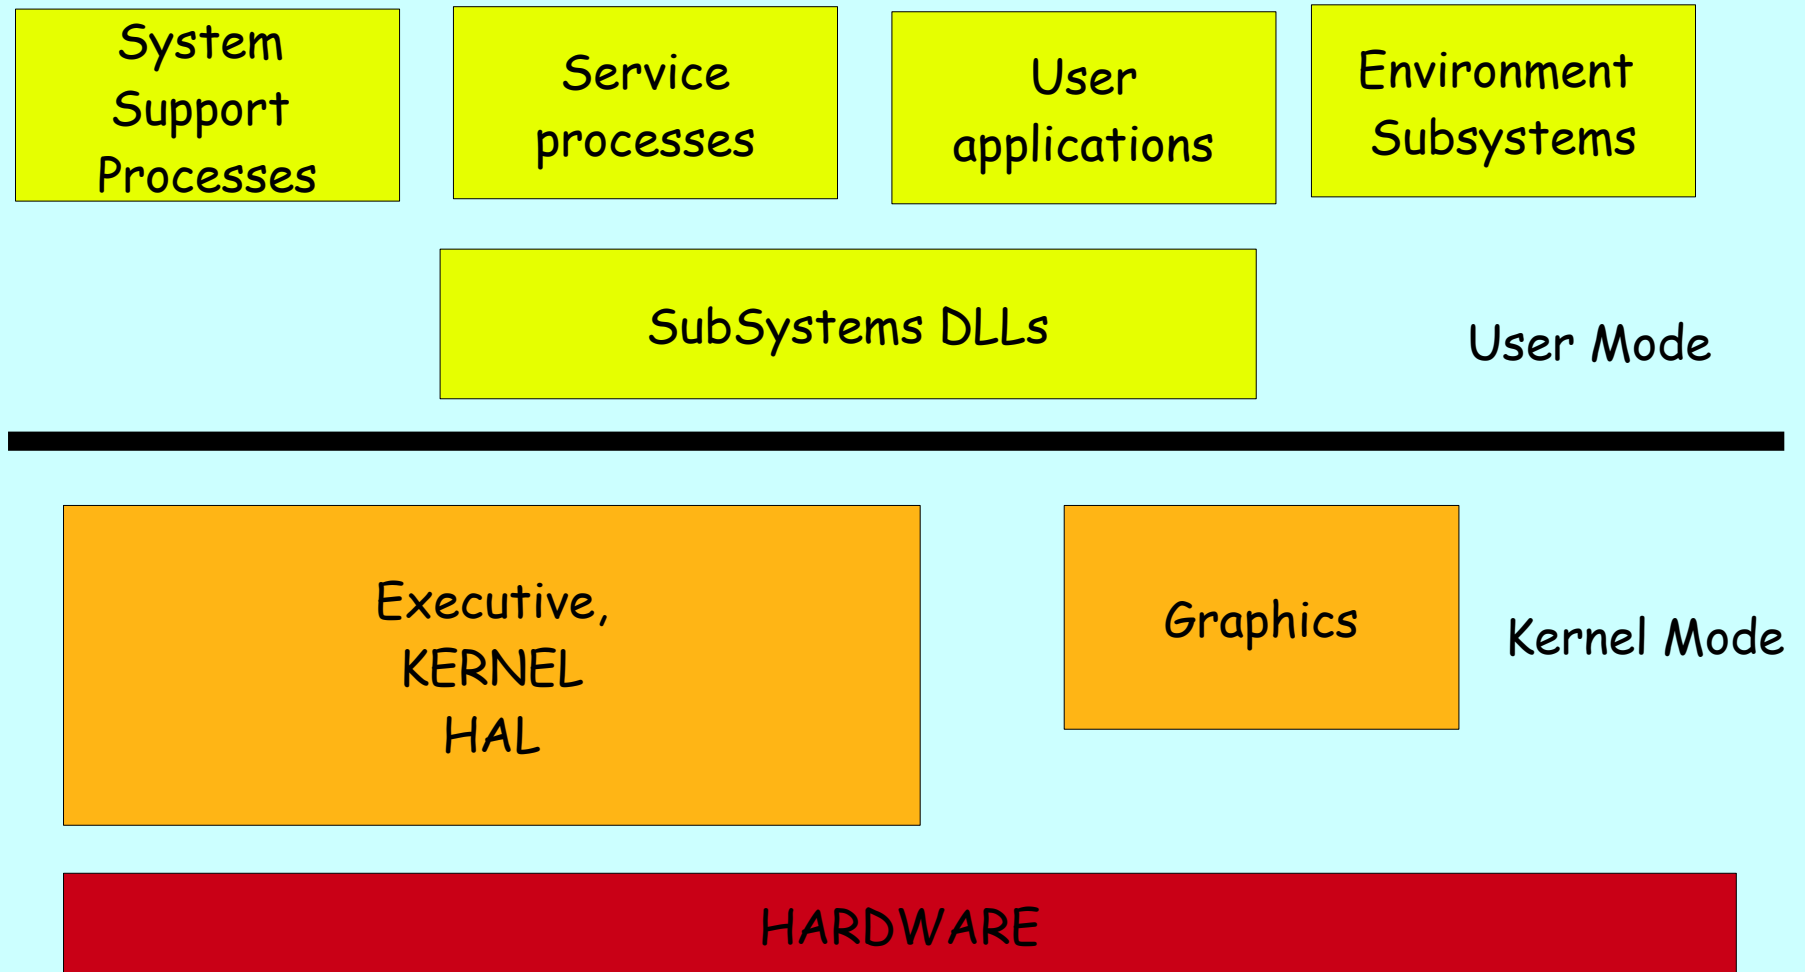 System
Support
Processes
Service
processes
User
applications
Environment
Subsystems
SubSystems DLLs
User Mode
Executive,
KERNEL
HAL
Graphics
Kernel Mode
HARDWARE